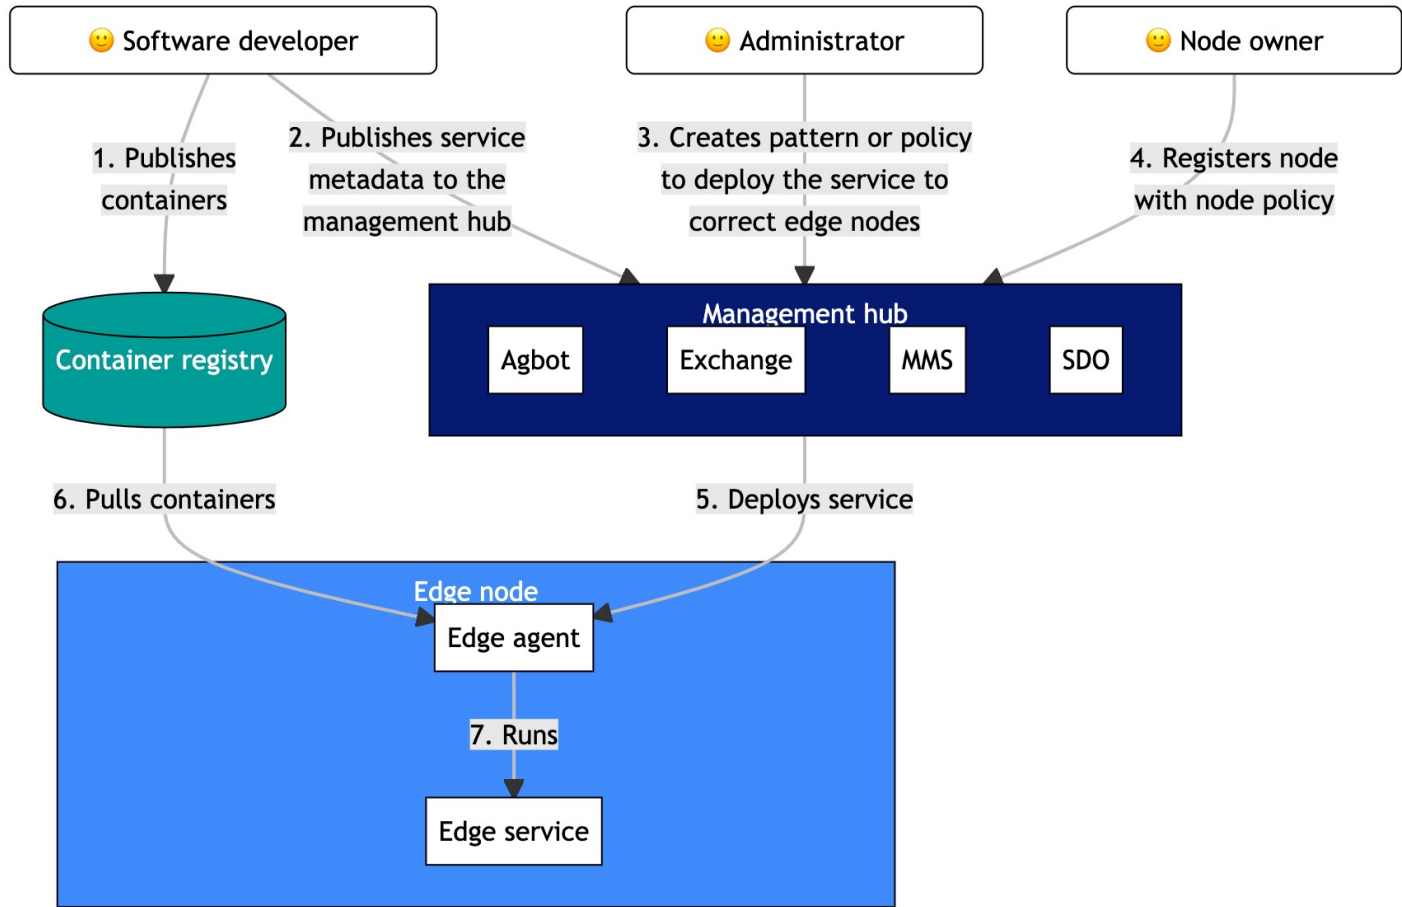 🙂 Software developer
🙂 Administrator
🙂 Node owner
1. Publishes
containers
2. Publishes service
metadata to the
management hub
3. Creates pattern or policy
to deploy the service to
correct edge nodes
4. Registers node
with node policy
Container registry
Management hub
Agbot
Exchange
MMS
SDO
6. Pulls containers
5. Deploys service
Edge node
Edge agent
7. Runs
Edge service